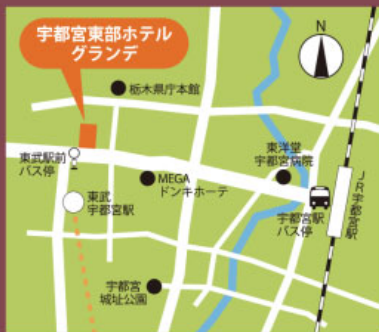 宇都宮東部ホテル
グランデ
N
栃木県庁本館
東武駅前
バス停
東洋堂
宇都宮病院
MEGA
ドンキホーテ
東武
宇都宮駅
宇都宮駅
バス停
JR宇都宮駅
宇都宮
城址公園